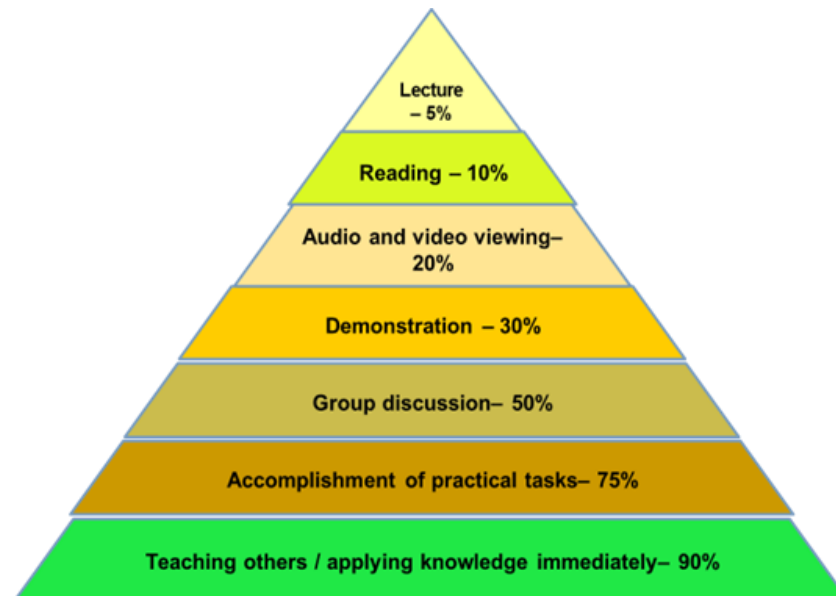 Lecture
– 5%
Reading – 10%
Audio and video viewing–
20%
Demonstration – 30%
Group discussion– 50%
Accomplishment of practical tasks– 75%
Teaching others / applying knowledge immediately– 90%